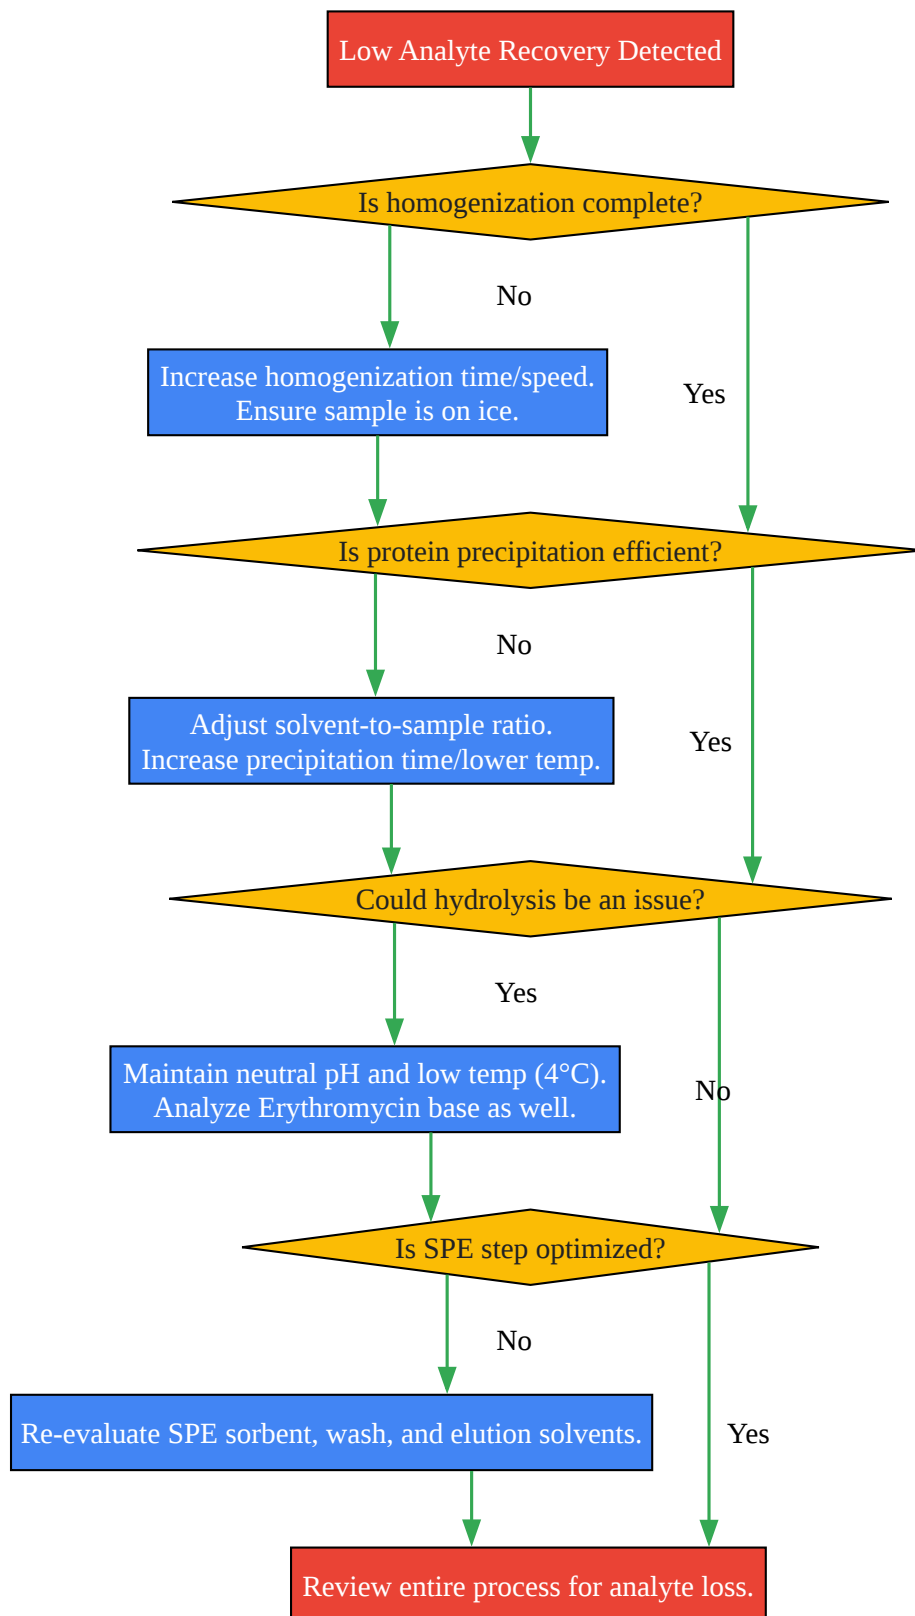 Low Analyte Recovery Detected
Is homogenization complete?
No
Increase homogenization time/speed.
Ensure sample is on ice.
Yes
Is protein precipitation efficient?
No
Adjust solvent-to-sample ratio.
Increase precipitation time/lower temp.
Yes
Could hydrolysis be an issue?
Yes
Maintain neutral pH and low temp (4°C).
Analyze Erythromycin base as well.
No
Is SPE step optimized?
No
Re-evaluate SPE sorbent, wash, and elution solvents.
Yes
Review entire process for analyte loss.